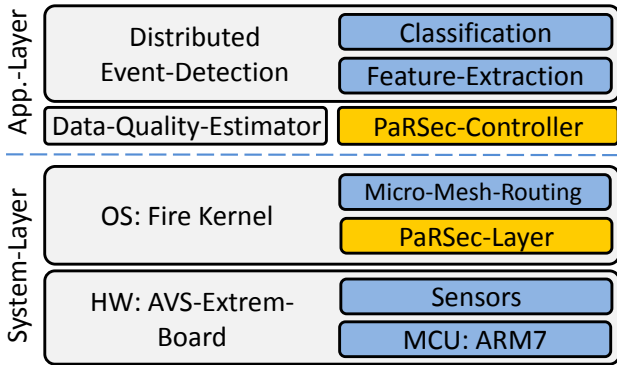 App.-Layer
Distributed
Event-Detection
Classification
Feature-Extraction
Data-Quality-Estimator
PaRSec-Controller
System-Layer
OS: Fire Kernel
Micro-Mesh-Routing
PaRSec-Layer
HW: AVS-Extrem-
Board
Sensors
MCU: ARM7